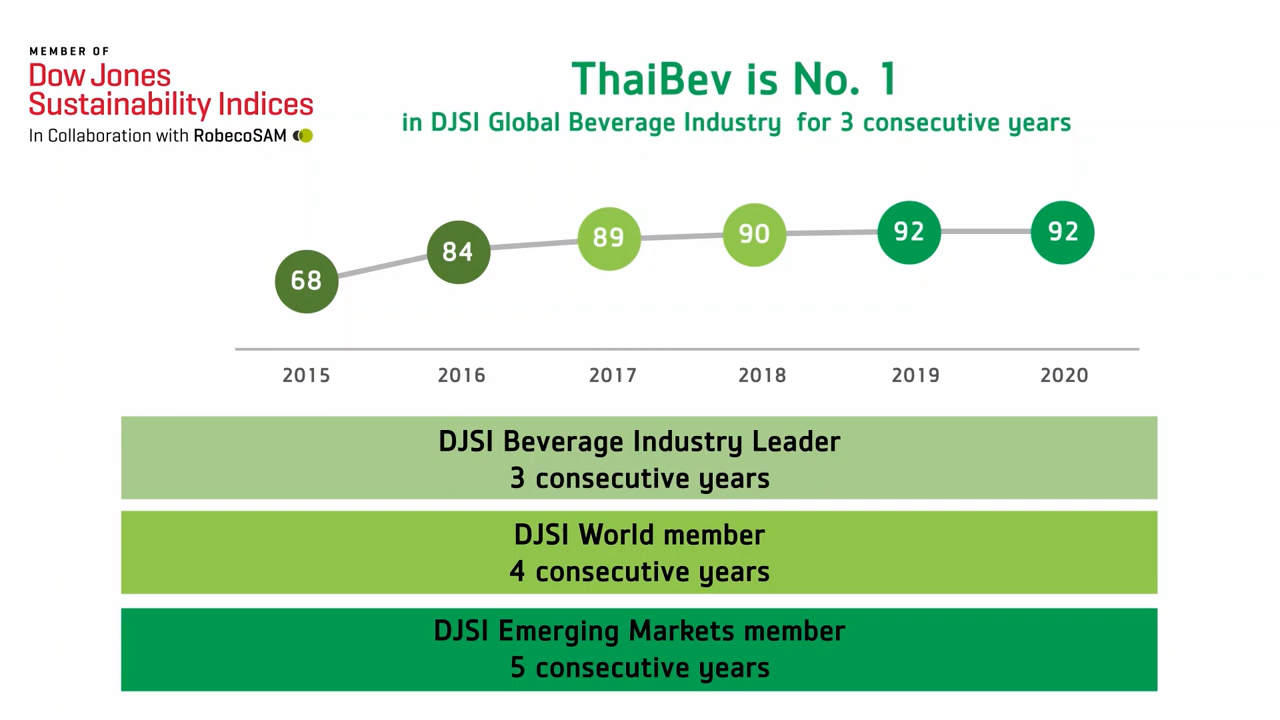 MEMBER OF
Dow Jones
Sustainability Indices
In Collaboration with RobecoSAM
ThaiBev is No. 1
in DJSI Global Beverage Industry for 3 consecutive years
68
84
89
90
92
92
2015
2016
2017
2018
2019
2020
DJSI Beverage Industry Leader
3 consecutive years
DJSI World member
4 consecutive years
DJSI Emerging Markets member
5 consecutive years